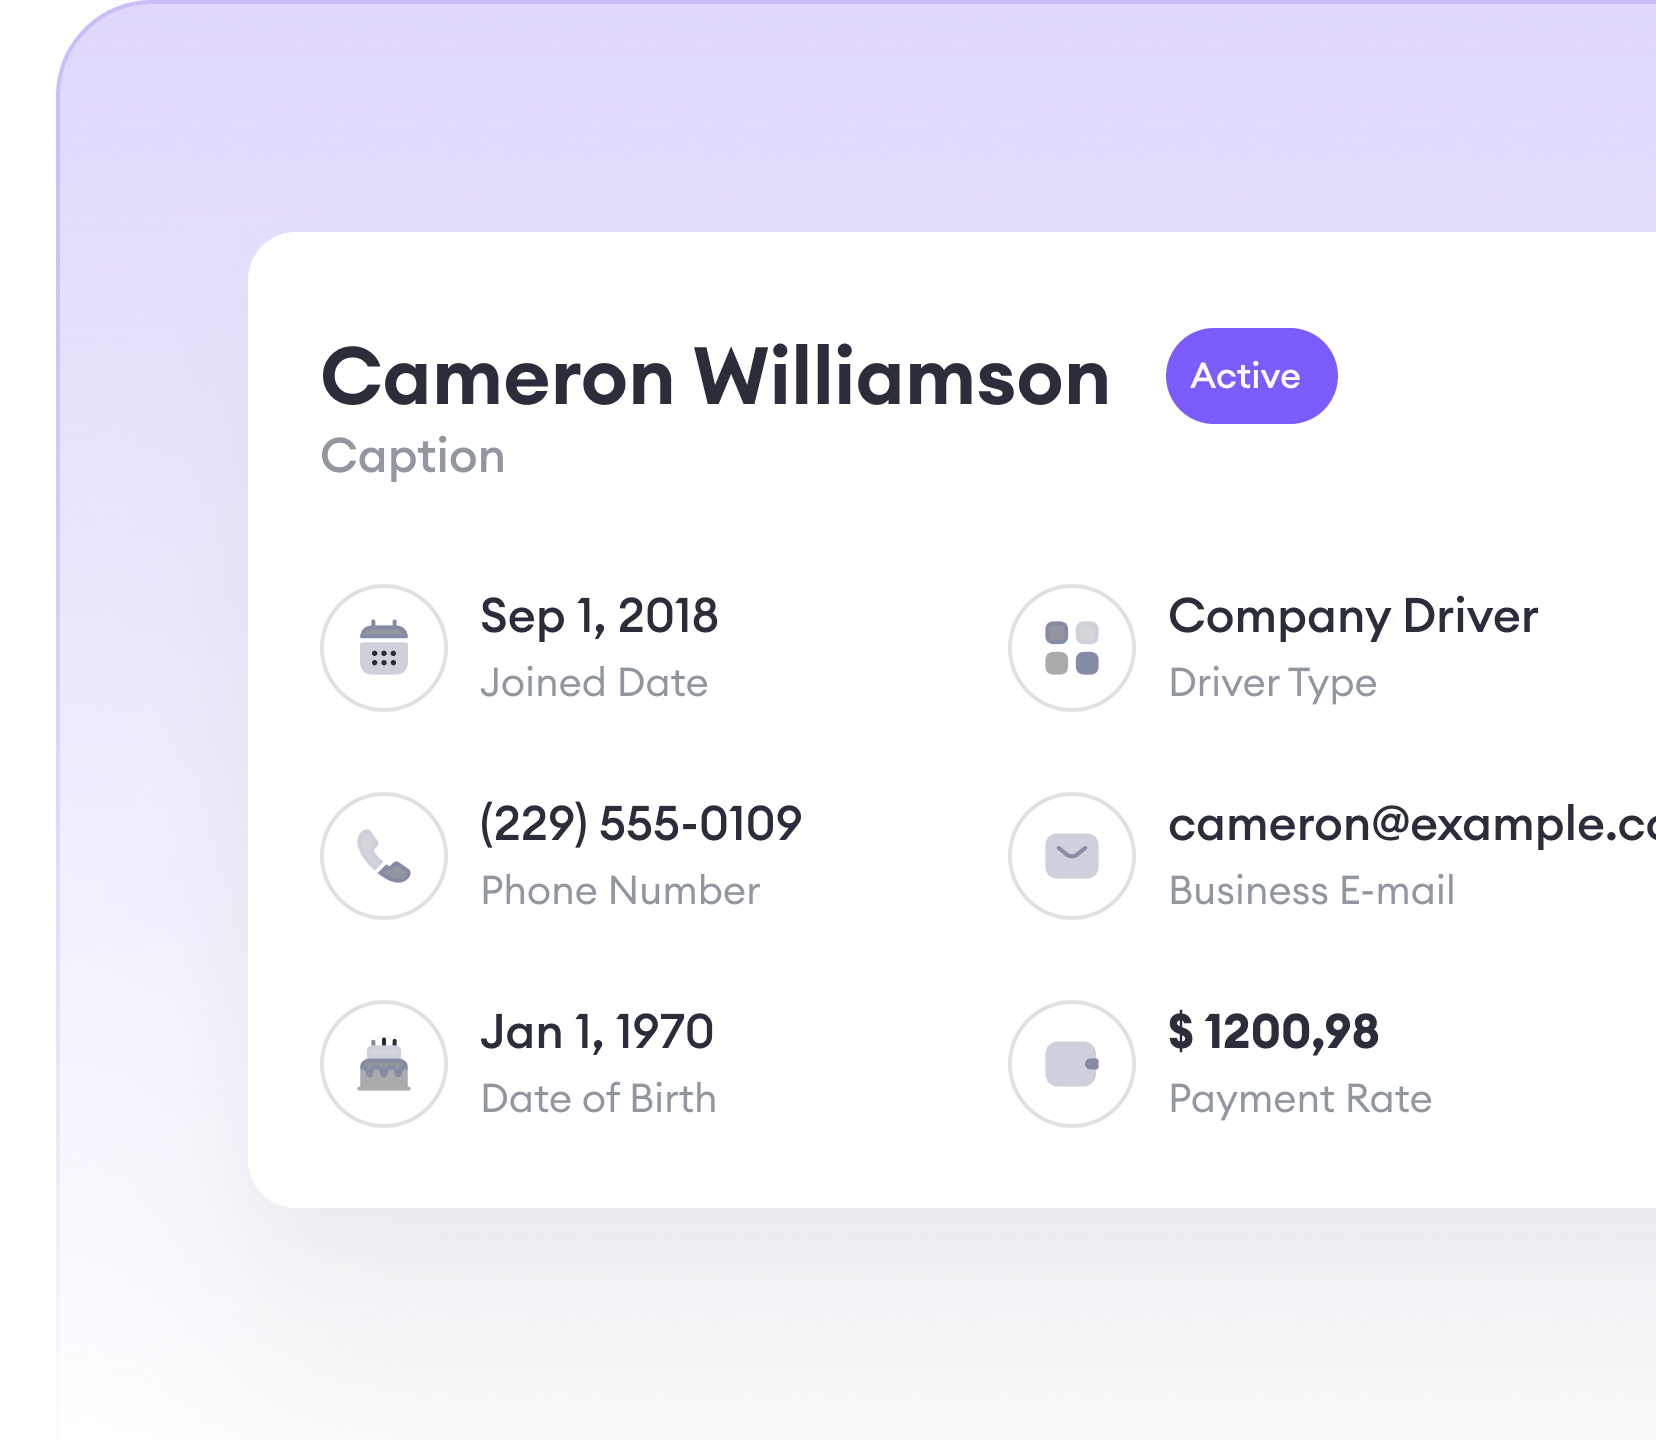 Cameron Williamson Active
Caption
Sep 1, 2018
Joined Date
Company Driver
Driver Type
(229) 555-0109
Phone Number
cameron@example.co
Business E-mail
Jan 1, 1970
Date of Birth
$ 1200,98
Payment Rate